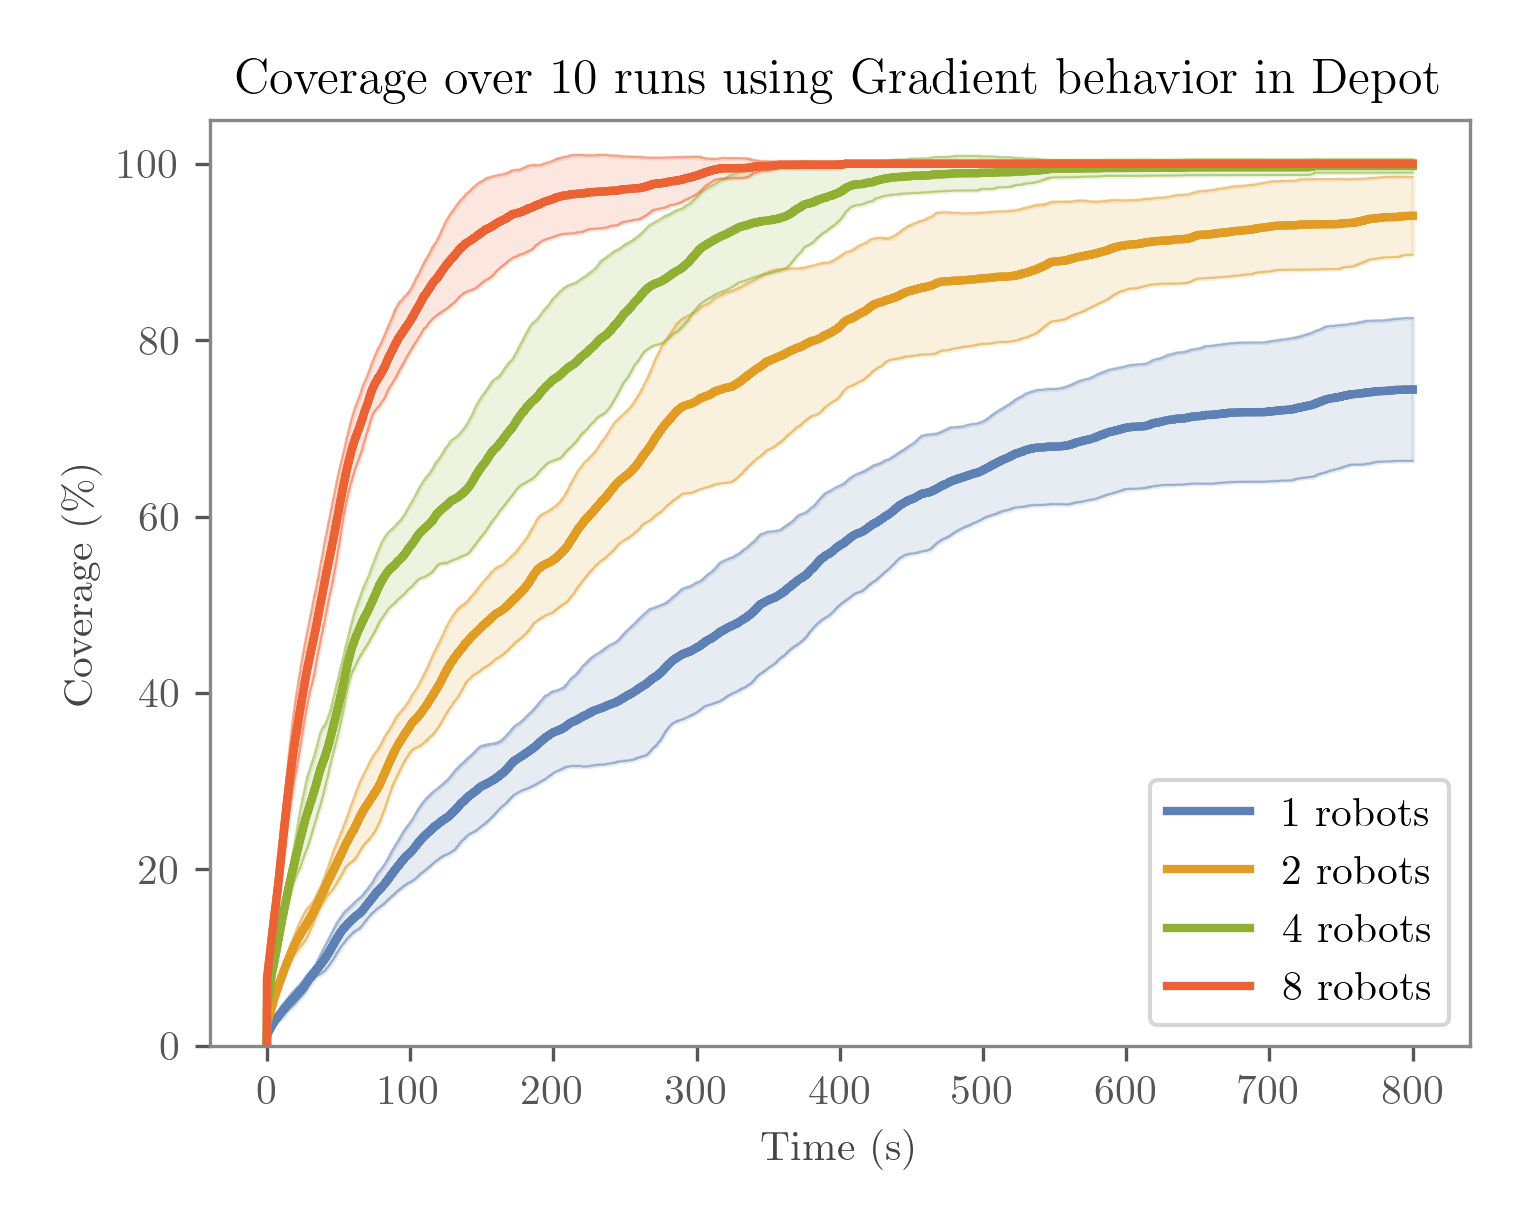 Coverage over 10 runs using Gradient behavior in Depot
Coverage (%)
100
80
60
40
20
0
0 100 200 300 400 500 600 700 800
Time (s)
1 robots
2 robots
4 robots
8 robots